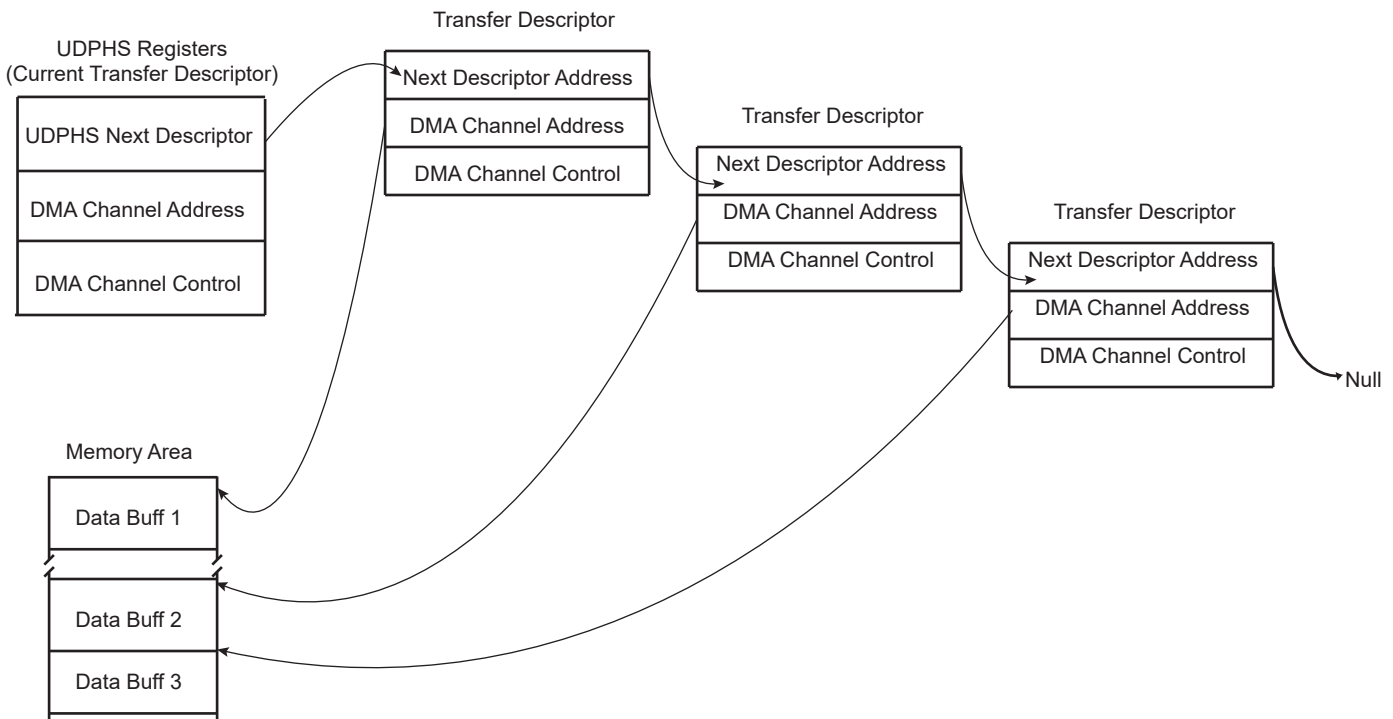 UDPHS Registers
(Current Transfer Descriptor)
UDPHS Next Descriptor
DMA Channel Address
DMA Channel Control
Transfer Descriptor
Next Descriptor Address
DMA Channel Address
DMA Channel Control
Transfer Descriptor
Next Descriptor Address
DMA Channel Address
DMA Channel Control
Transfer Descriptor
Next Descriptor Address
DMA Channel Address
DMA Channel Control
Null
Memory Area
Data Buff 1
Data Buff 2
Data Buff 3